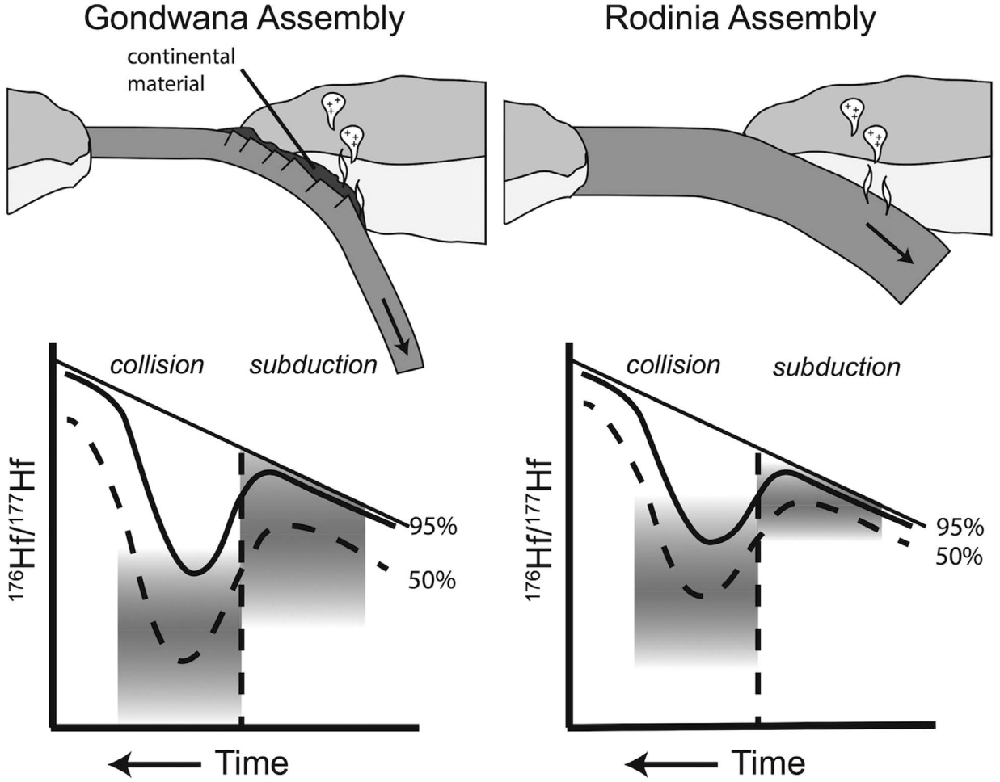 Gondwana Assembly
continental
material
collision
subduction
¹⁷⁶Hf/¹⁷⁷Hf
95%
50%
Time
Rodinia Assembly
collision
subduction
¹⁷⁶Hf/¹⁷⁷Hf
95%
50%
Time